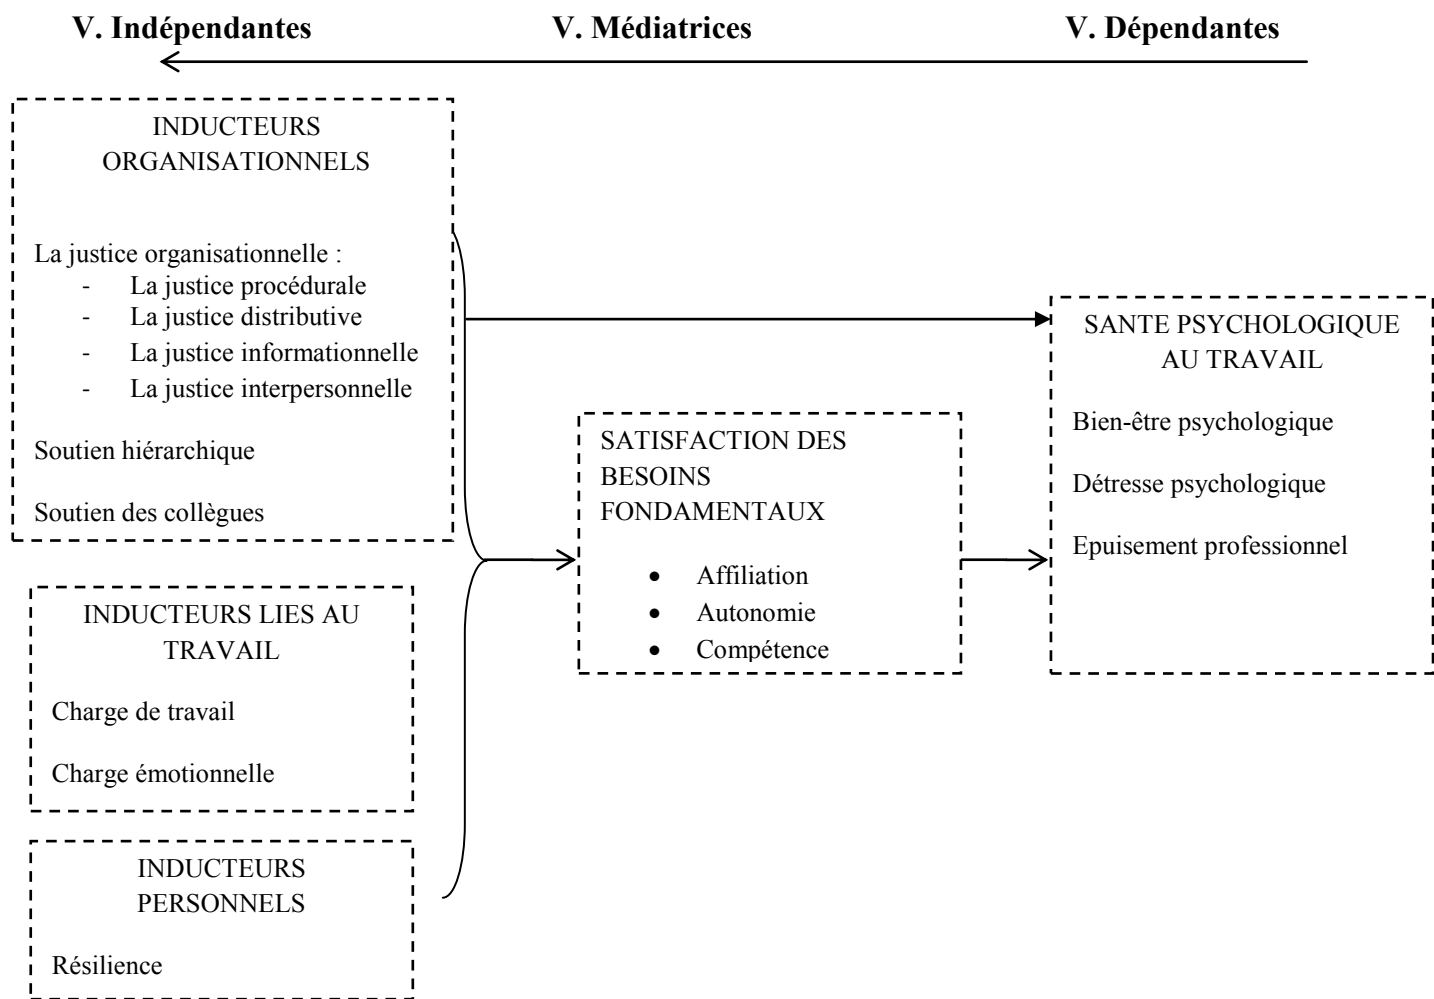 V. Indépendantes
V. Médiatrices
V. Dépendantes
INDUCTEURS
ORGANISATIONNELS
La justice organisationnelle :
- La justice procédurale
- La justice distributive
- La justice informationnelle
- La justice interpersonnelle
Soutien hiérarchique
Soutien des collègues
INDUCTEURS LIES AU
TRAVAIL
Charge de travail
Charge émotionnelle
INDUCTEURS
PERSONNELS
Résilience
SATISFACTION DES
BESOINS
FONDAMENTAUX
• Affiliation
• Autonomie
• Compétence
SANTE PSYCHOLOGIQUE
AU TRAVAIL
Bien-être psychologique
Détresse psychologique
Epuisement professionnel